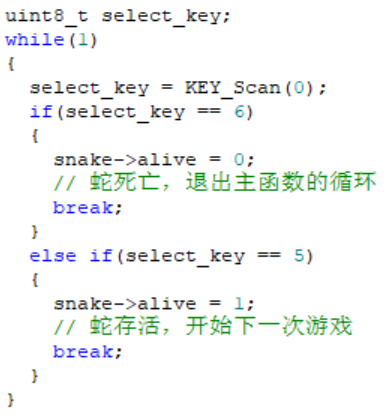 uint8_t select_key;
while(1)
{
  select_key = KEY_Scan(0);
  if(select_key == 6)
  {
    snake->alive = 0;
    // 蛇死亡，退出主函数的循环
    break;
  }
  else if(select_key == 5)
  {
    snake->alive = 1;
    // 蛇存活，开始下一次游戏
    break;
  }
}